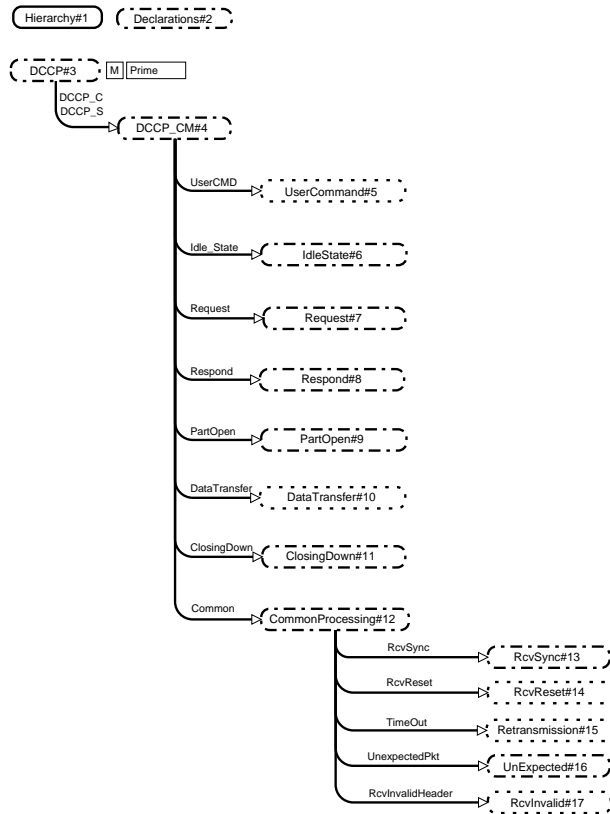 Hierarchy#1 Declarations#2
DCCP#3 M Prime
DCCP_C
DCCP_S
DCCP_CM#4
UserCMD
UserCommand#5
Idle_State
IdleState#6
Request
Request#7
Respond
Respond#8
PartOpen
PartOpen#9
DataTransfer
DataTransfer#10
ClosingDown
ClosingDown#11
Common
CommonProcessing#12
RcvSync
RcvSync#13
RcvReset
RcvReset#14
TimeOut
Retransmission#15
UnexpectedPkt
UnExpected#16
RcvInvalidHeader
RcvInvalid#17